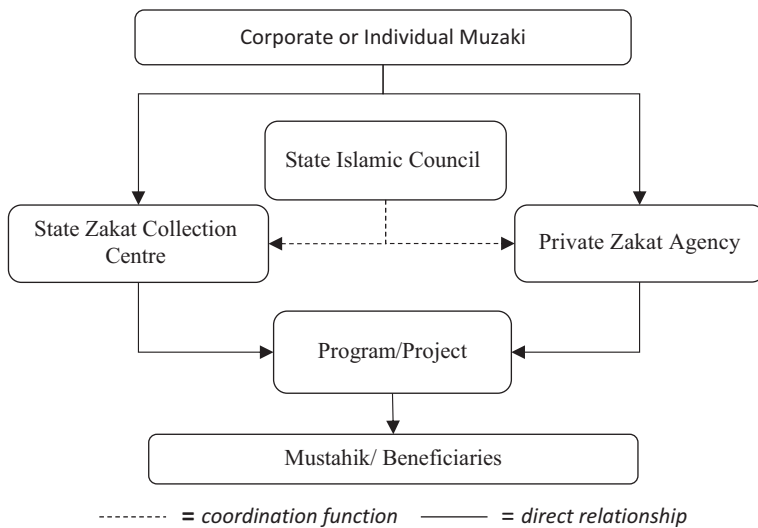 Corporate or Individual Muzaki
State Islamic Council
State Zakat Collection
Centre
Private Zakat Agency
Program/Project
Mustahik/ Beneficiaries
= coordination function = direct relationship